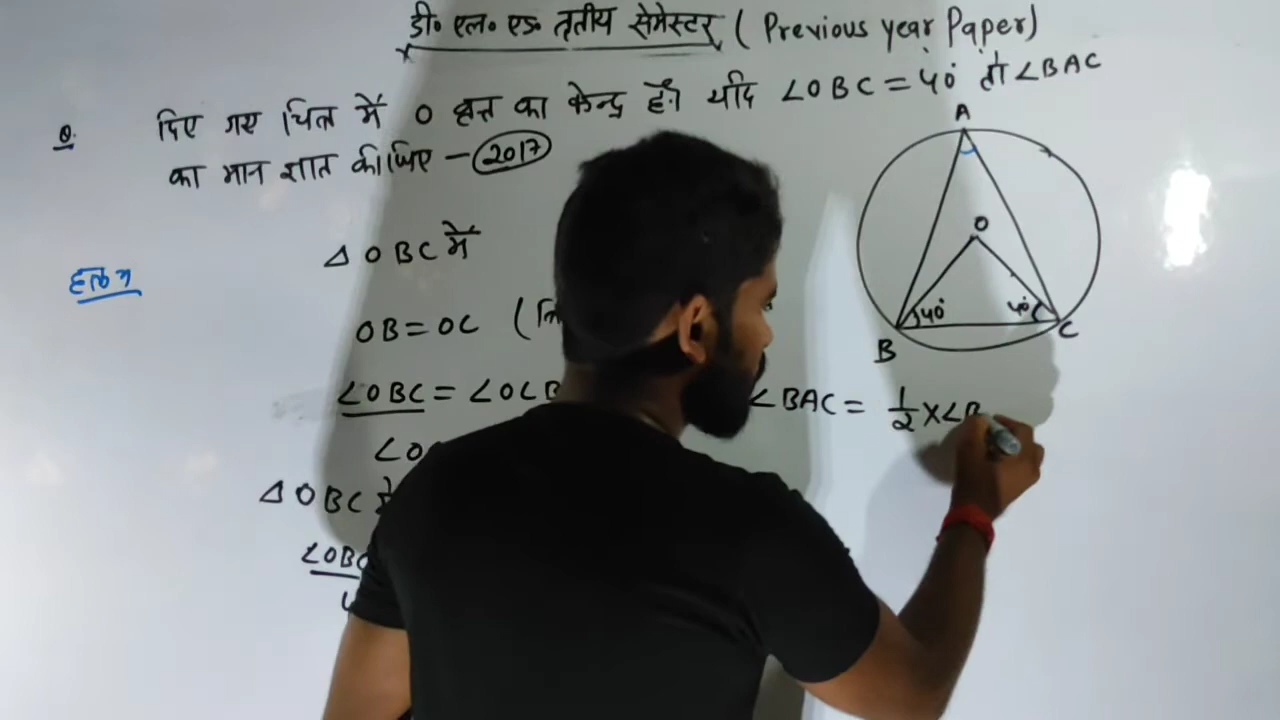 डी० एल० एड० तृतीय सेमेस्टर ( Previous year Paper)
Q. दिए गए चित्र में O वृत्त का केन्द्र है। यदि ∠OBC = 40° तो ∠BAC
का मान ज्ञात कीजिए - 2017
हल:
△OBC में
OB = OC (
∠OBC = ∠OCB
△OBC
∠OBC
∠BAC = 1/2 × ∠B
A
O
40° 40°
B C